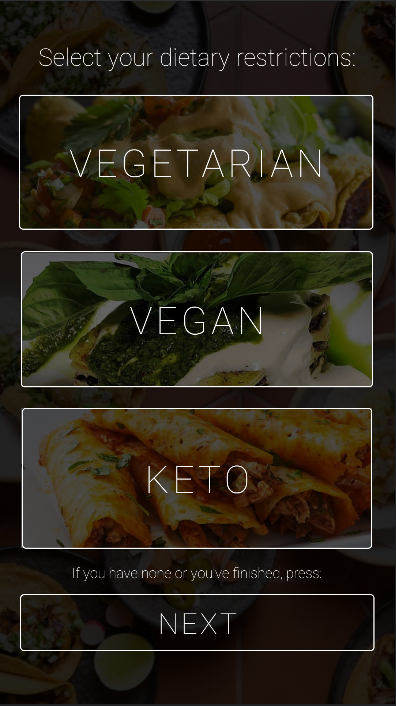 Select your dietary restrictions:
VEGETARIAN
VEGAN
KETO
If you have none or you've finished, press:
NEXT